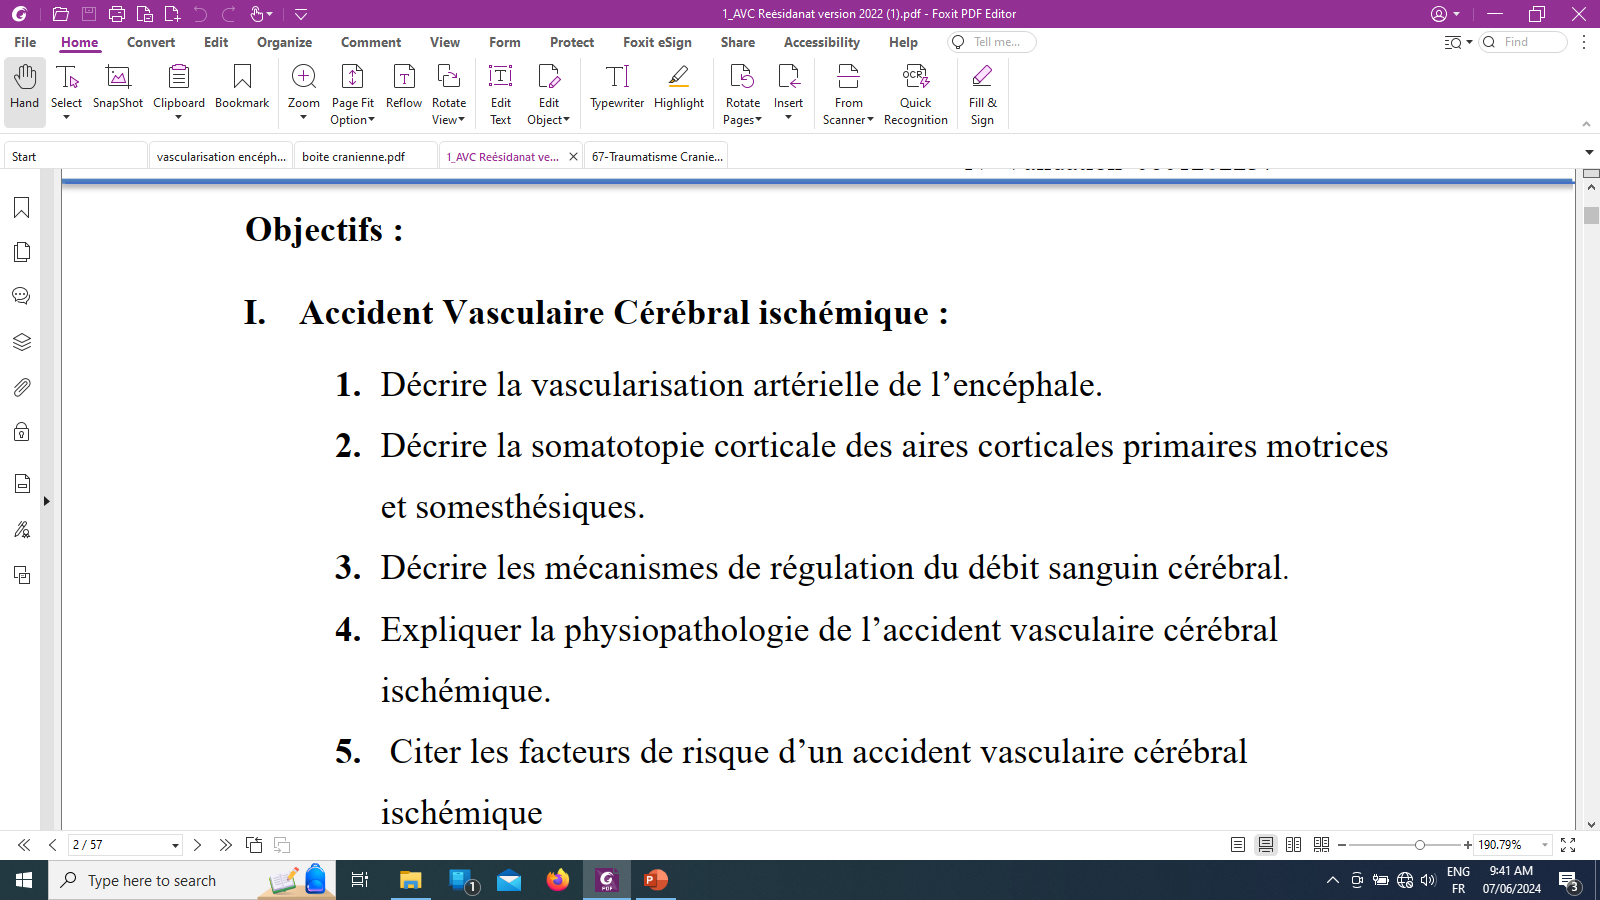 1_AVC Reésidanat version 2022 (1).pdf - Foxit PDF Editor
File Home Convert Edit Organize Comment View Form Protect Foxit eSign Share Accessibility Help Tell me... Find
Hand Select SnapShot Clipboard Bookmark Zoom Page Fit Option Reflow Rotate View Edit Text Edit Object Typewriter Highlight Rotate Pages Insert From Scanner Quick Recognition Fill & Sign
Start vascularisation encéph... boite cranienne.pdf 1_AVC Reésidanat ve... 67-Traumatisme Cranie...
Objectifs :
I. Accident Vasculaire Cérébral ischémique :
1. Décrire la vascularisation artérielle de l’encéphale.
2. Décrire la somatotopie corticale des aires corticales primaires motrices
et somesthésiques.
3. Décrire les mécanismes de régulation du débit sanguin cérébral.
4. Expliquer la physiopathologie de l’accident vasculaire cérébral
ischémique.
5. Citer les facteurs de risque d’un accident vasculaire cérébral
ischémique
2 / 57 190.79%
Type here to search 1 ENG 9:41 AM
FR 07/06/2024 3